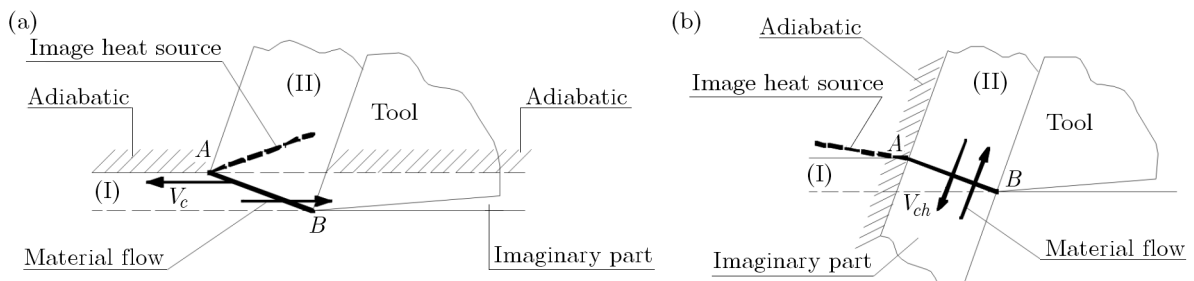 (a)
Image heat source
(II)
Adiabatic
Tool
Adiabatic
A
(I)
V_c
B
Material flow
Imaginary part
(b)
Adiabatic
(II)
Image heat source
Tool
A
(I)
B
V_ch
Imaginary part
Material flow